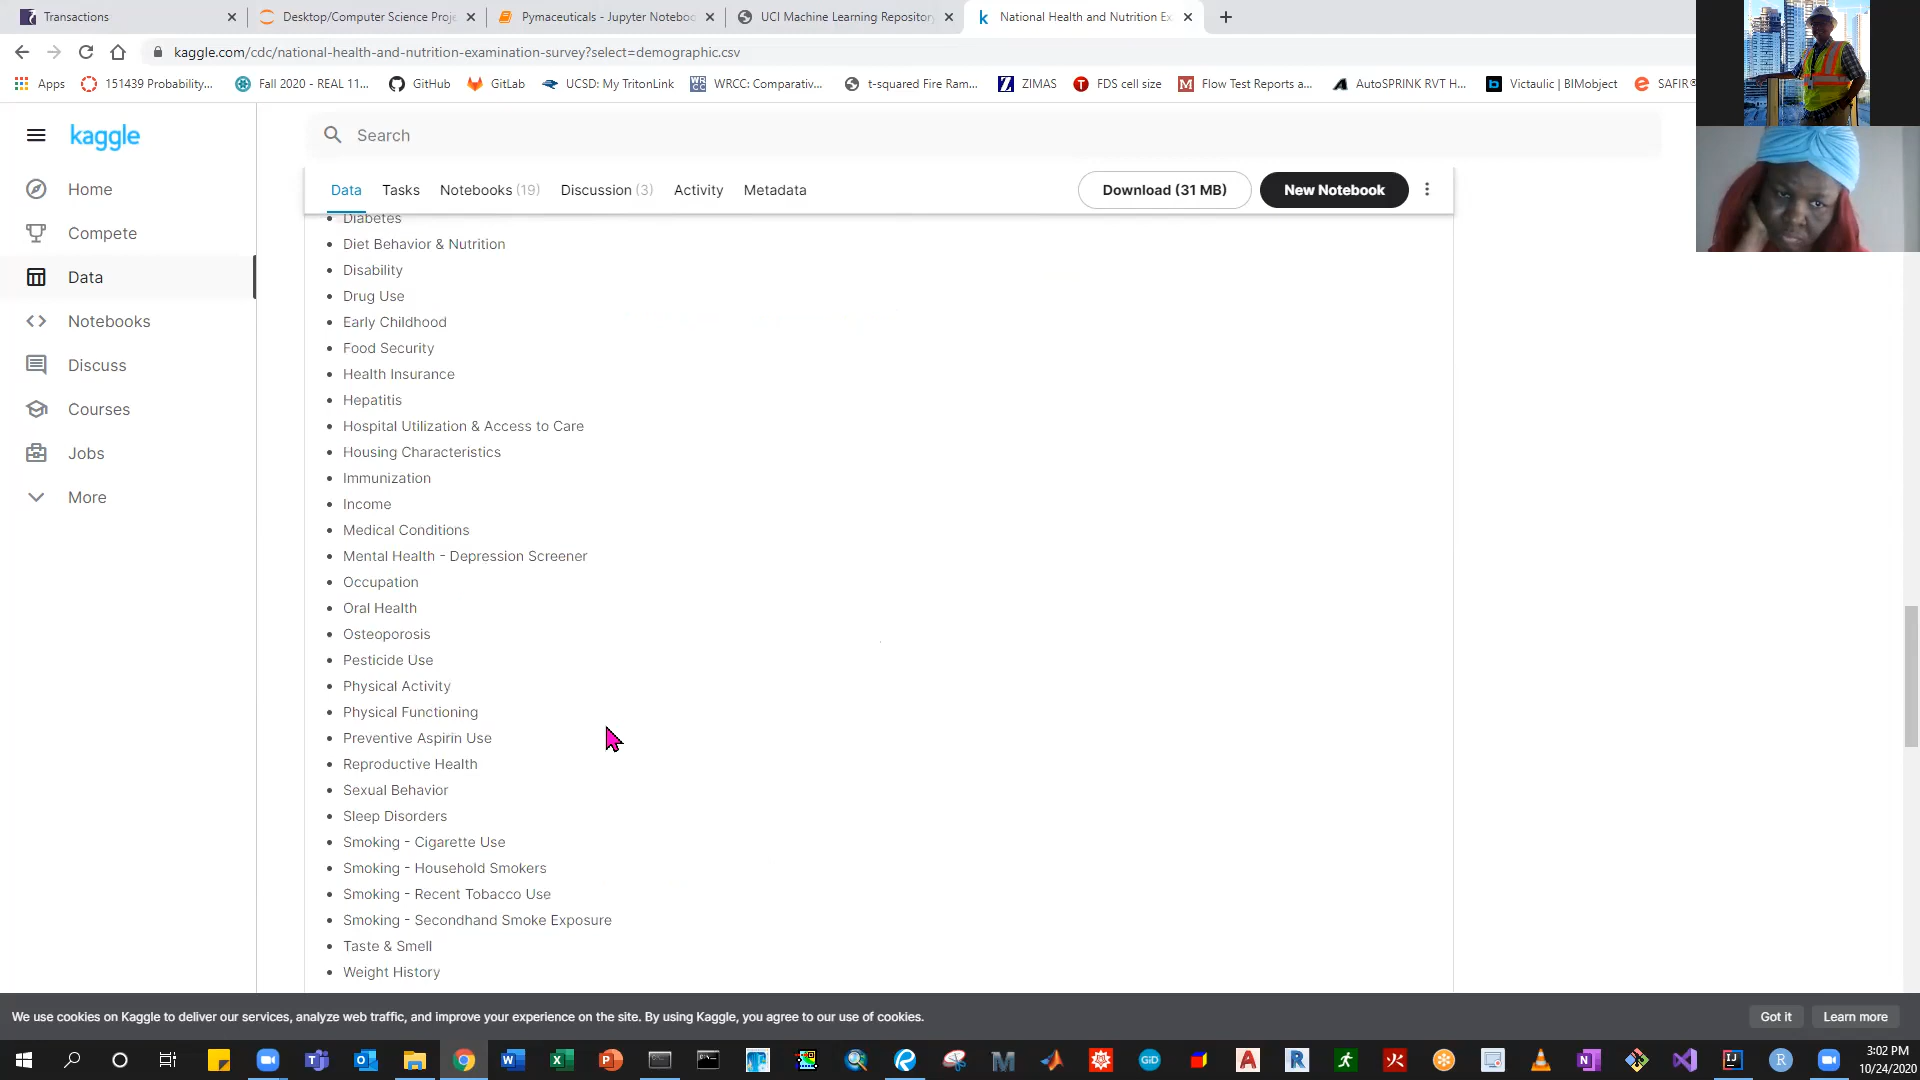 Transactions
Desktop/Computer Science Proje
Pymaceuticals - Jupyter Noteboo
UCI Machine Learning Repository
National Health and Nutrition Ex
kaggle.com/cdc/national-health-and-nutrition-examination-survey?select=demographic.csv
Apps
151439 Probability...
Fall 2020 - REAL 11...
GitHub
GitLab
UCSD: My TritonLink
WRCC: Comparativ...
t-squared Fire Ram...
ZIMAS
FDS cell size
Flow Test Reports a...
AutoSPRINK RVT H...
Victaulic | BIMobject
SAFIR®
kaggle
Search
Home
Compete
Data
Notebooks
Discuss
Courses
Jobs
More
Data
Tasks
Notebooks (19)
Discussion (3)
Activity
Metadata
Download (31 MB)
New Notebook
Diabetes
Diet Behavior & Nutrition
Disability
Drug Use
Early Childhood
Food Security
Health Insurance
Hepatitis
Hospital Utilization & Access to Care
Housing Characteristics
Immunization
Income
Medical Conditions
Mental Health - Depression Screener
Occupation
Oral Health
Osteoporosis
Pesticide Use
Physical Activity
Physical Functioning
Preventive Aspirin Use
Reproductive Health
Sexual Behavior
Sleep Disorders
Smoking - Cigarette Use
Smoking - Household Smokers
Smoking - Recent Tobacco Use
Smoking - Secondhand Smoke Exposure
Taste & Smell
Weight History
We use cookies on Kaggle to deliver our services, analyze web traffic, and improve your experience on the site. By using Kaggle, you agree to our use of cookies.
Got it
Learn more
3:02 PM
10/24/2020